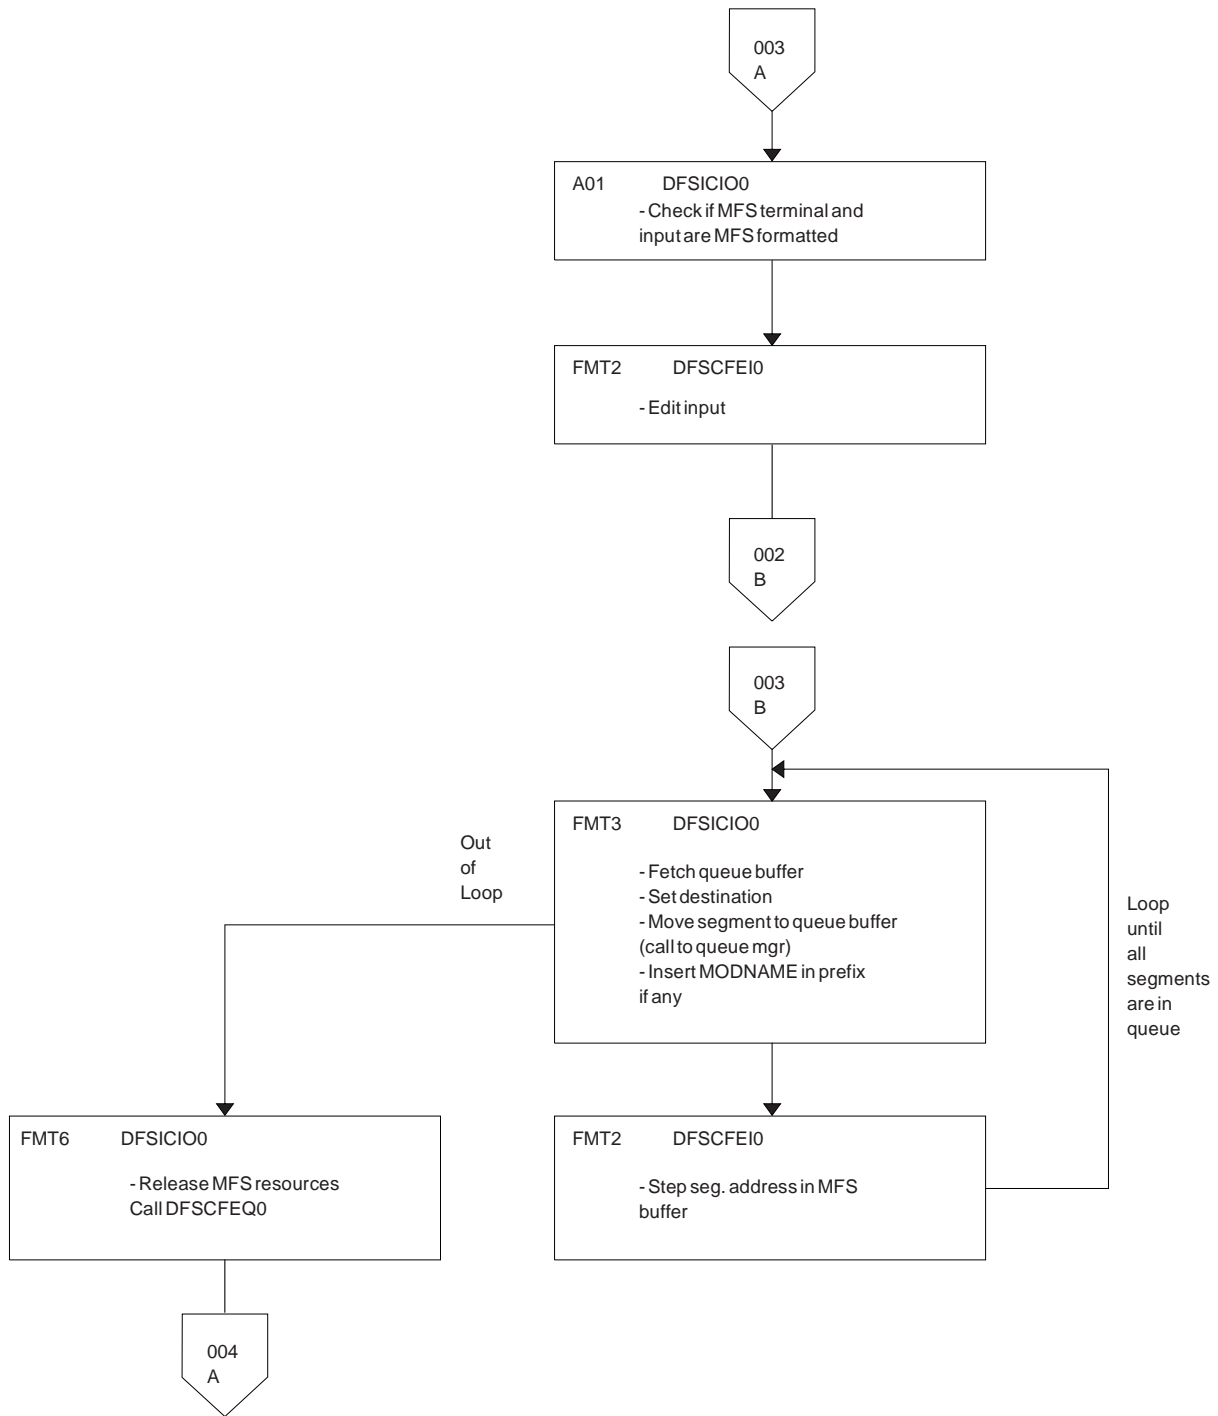 003
A
A01 DFSICIO0
- Check if MFS terminal and
input are MFS formatted
FMT2 DFSCFEI0
- Edit input
002
B
003
B
FMT3 DFSICIO0
- Fetch queue buffer
- Set destination
- Move segment to queue buffer
(call to queue mgr)
- Insert MODNAME in prefix
if any
Out
of
Loop
Loop
until
all
segments
are in
queue
FMT6 DFSICIO0
- Release MFS resources
Call DFSCFEQ0
FMT2 DFSCFEI0
- Step seg. address in MFS
buffer
004
A